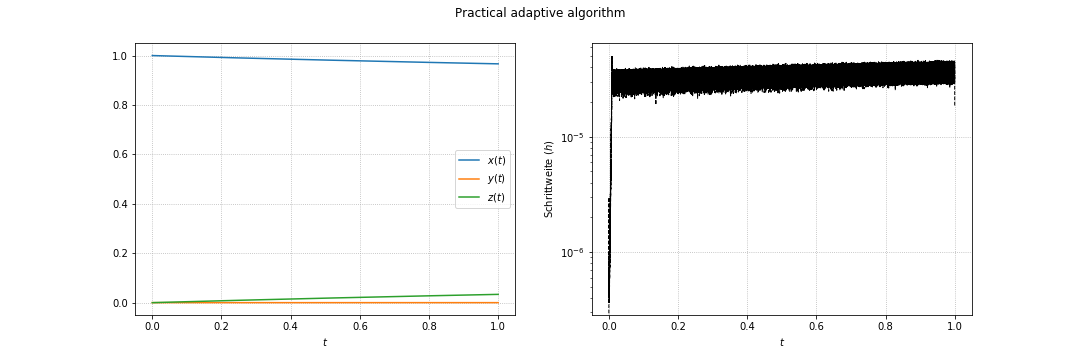 Practical adaptive algorithm
1.0
0.8
0.6
0.4
0.2
0.0
x(t)
y(t)
z(t)
0.0 0.2 0.4 0.6 0.8 1.0
t
Schrittweite (h)
10⁻⁵
10⁻⁶
0.0 0.2 0.4 0.6 0.8 1.0
t